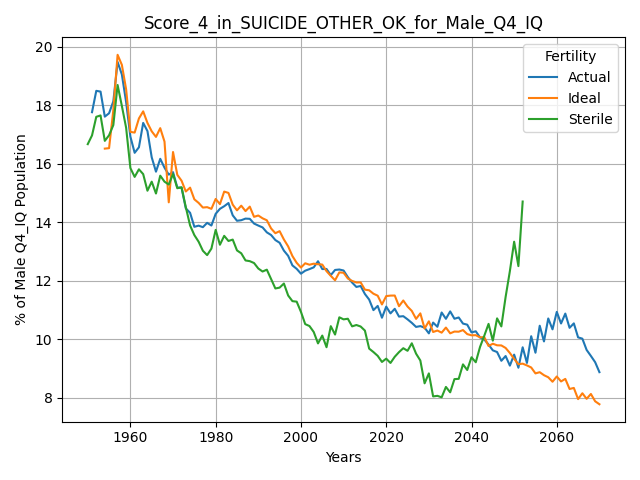 Score_4_in_SUICIDE_OTHER_OK_for_Male_Q4_IQ
% of Male Q4_IQ Population
20
18
16
14
12
10
8
Fertility
Actual
Ideal
Sterile
1960
1980
2000
2020
2040
2060
Years